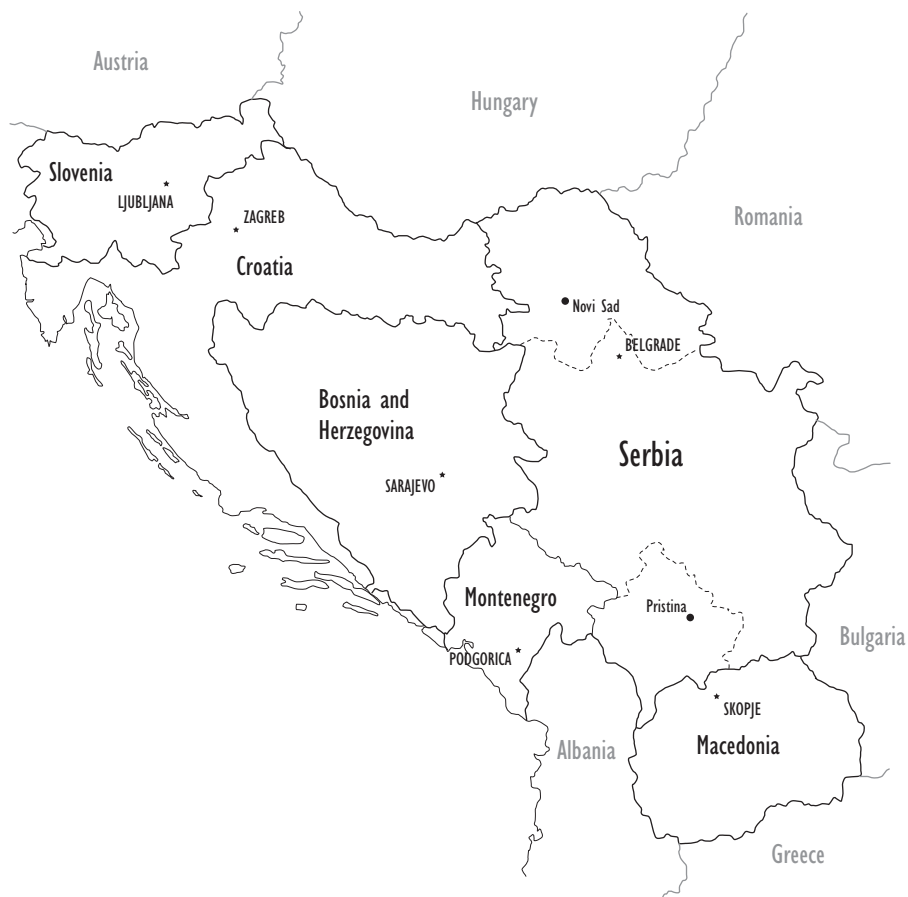 Austria
Hungary
Slovenia
LJUBLJANA
ZAGREB
Romania
Croatia
Novi Sad
BELGRADE
Bosnia and
Herzegovina
Serbia
SARAJEVO
Montenegro
Pristina
Bulgaria
PODGORICA
SKOPJE
Macedonia
Albania
Greece